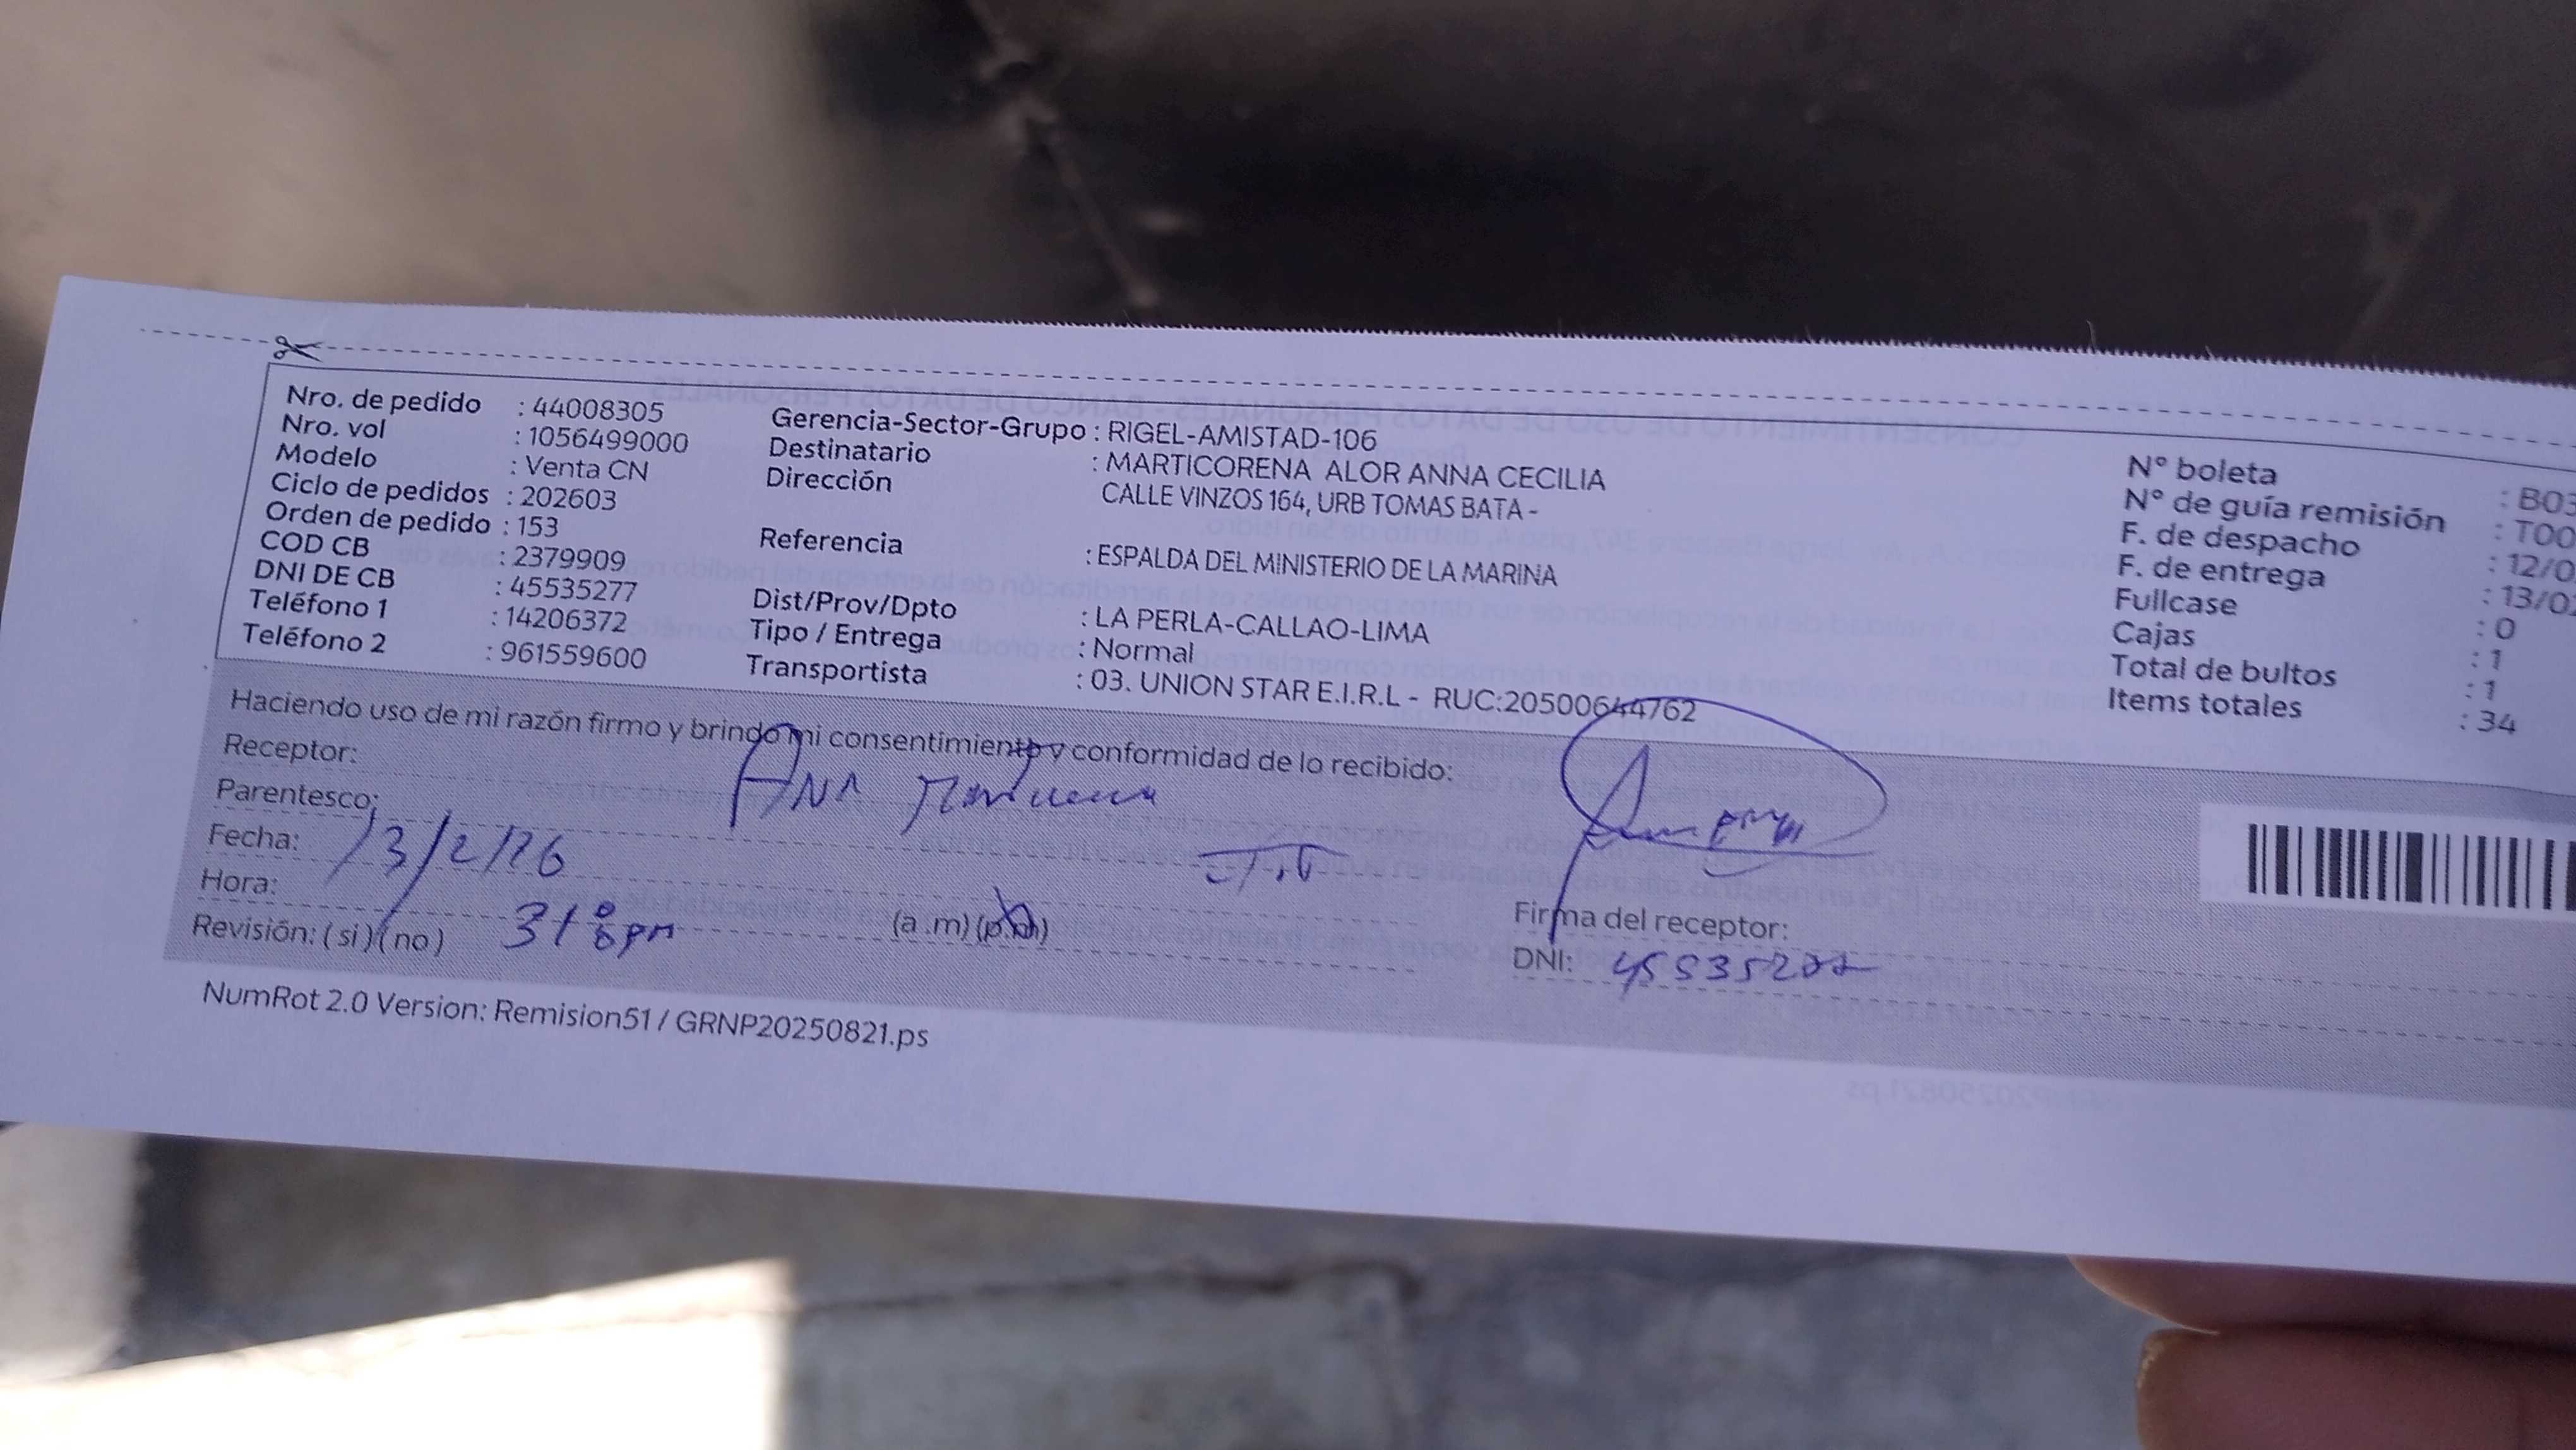 Nro. de pedido : 44008305
Nro. vol : 1056499000
Modelo : Venta CN
Ciclo de pedidos : 202603
Orden de pedido : 153
COD CB : 2379909
DNI DE CB : 45535277
Teléfono 1 : 14206372
Teléfono 2 : 961559600
Gerencia-Sector-Grupo : RIGEL-AMISTAD-106
Destinatario : MARTICORENA ALOR ANNA CECILIA
Dirección CALLE VINZOS 164, URB TOMAS BATA -
Referencia : ESPALDA DEL MINISTERIO DE LA MARINA
Dist/Prov/Dpto : LA PERLA-CALLAO-LIMA
Tipo / Entrega : Normal
Transportista : 03. UNION STAR E.I.R.L - RUC:20500644762
N° boleta : B03
N° de guía remisión : T00
F. de despacho : 12/0
F. de entrega : 13/02
Fullcase : 0
Cajas : 1
Total de bultos : 1
Items totales : 34
Haciendo uso de mi razón firmo y brindo mi consentimiento y conformidad de lo recibido:
Receptor:
Parentesco:
Fecha: 13/2/26
Hora: (a.m) (p.m)
Revisión: (si) (no)
Firma del receptor:
DNI:
NumRot 2.0 Version: Remision51 / GRNP20250821.ps